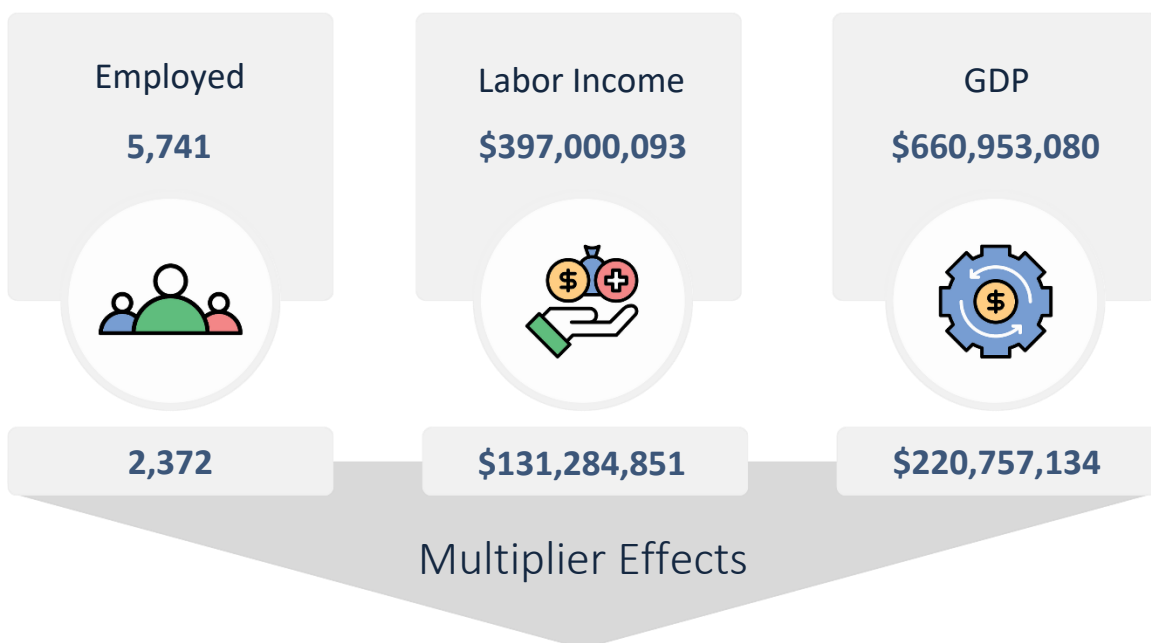 Employed
5,741
Labor Income
$397,000,093
GDP
$660,953,080
$
$
2,372
$131,284,851
$220,757,134
Multiplier Effects